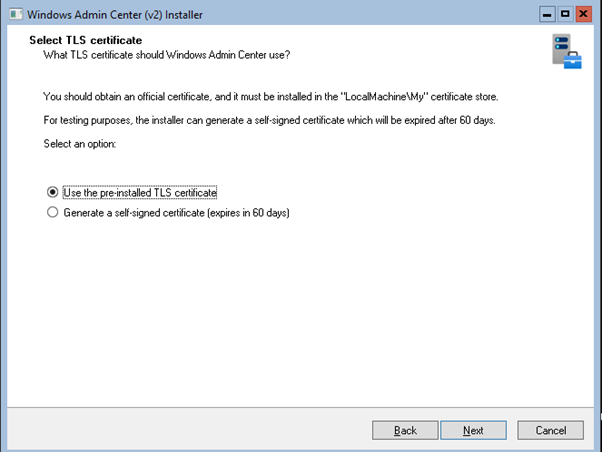 Windows Admin Center (v2) Installer
Select TLS certificate
What TLS certificate should Windows Admin Center use?
You should obtain an official certificate, and it must be installed in the "LocalMachine\My" certificate store.
For testing purposes, the installer can generate a self-signed certificate which will be expired after 60 days.
Select an option:
Use the pre-installed TLS certificate
Generate a self-signed certificate (expires in 60 days)
Back Next Cancel